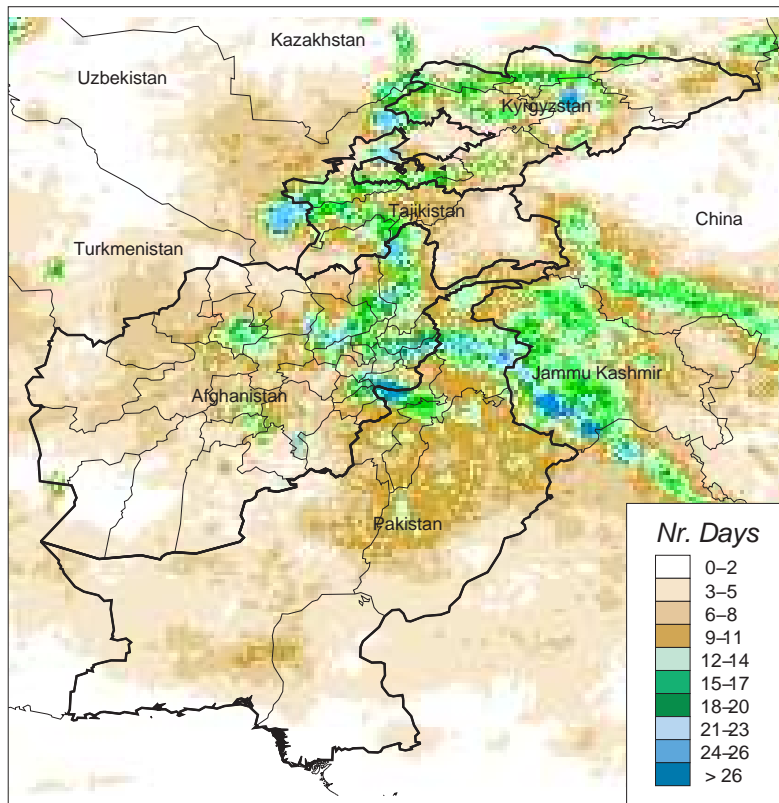 Kazakhstan
Uzbekistan
Kyrgyzstan
Tajikistan
China
Turkmenistan
Jammu Kashmir
Afghanistan
Pakistan
Nr. Days
0–2
3–5
6–8
9–11
12–14
15–17
18–20
21–23
24–26
> 26